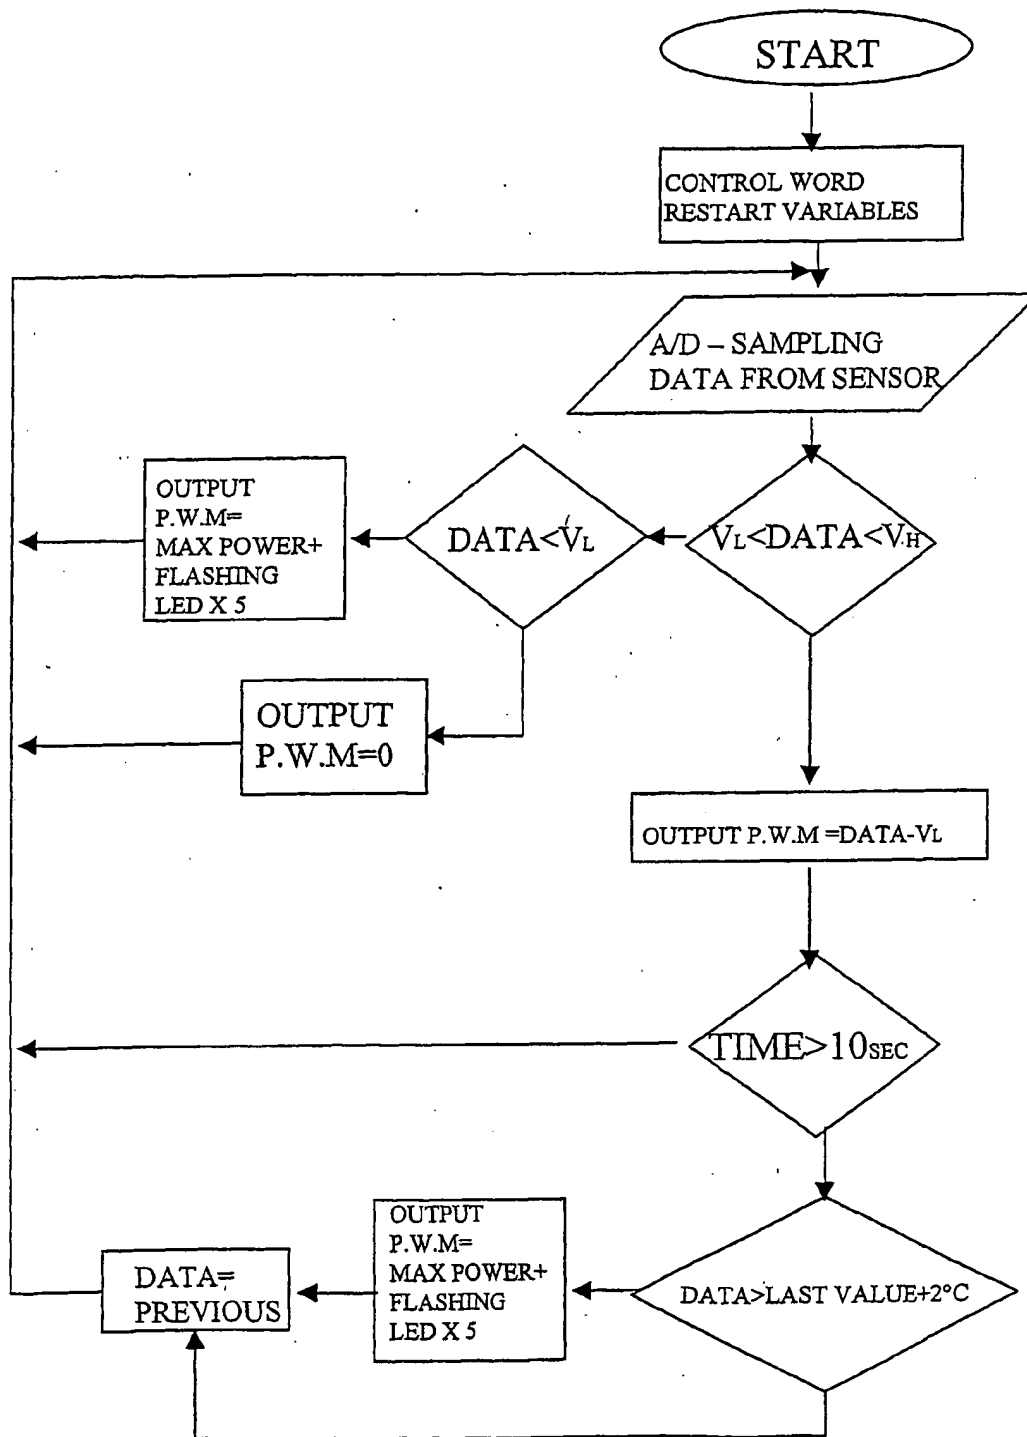 START
CONTROL WORD
RESTART VARIABLES
A/D – SAMPLING
DATA FROM SENSOR
VL<DATA<V.H
DATA<VL
OUTPUT
P.W.M=
MAX POWER+
FLASHING
LED X 5
OUTPUT
P.W.M=0
OUTPUT P.W.M =DATA-VL
TIME>10SEC
DATA>LAST VALUE+2°C
OUTPUT
P.W.M=
MAX POWER+
FLASHING
LED X 5
DATA=
PREVIOUS